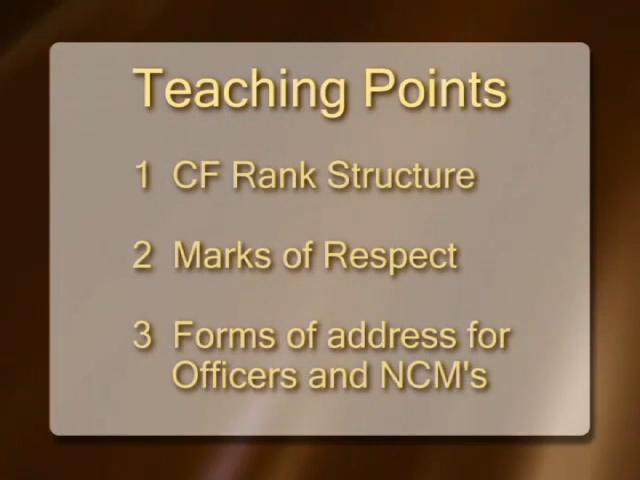 Teaching Points
1 CF Rank Structure
2 Marks of Respect
3 Forms of address for
Officers and NCM's